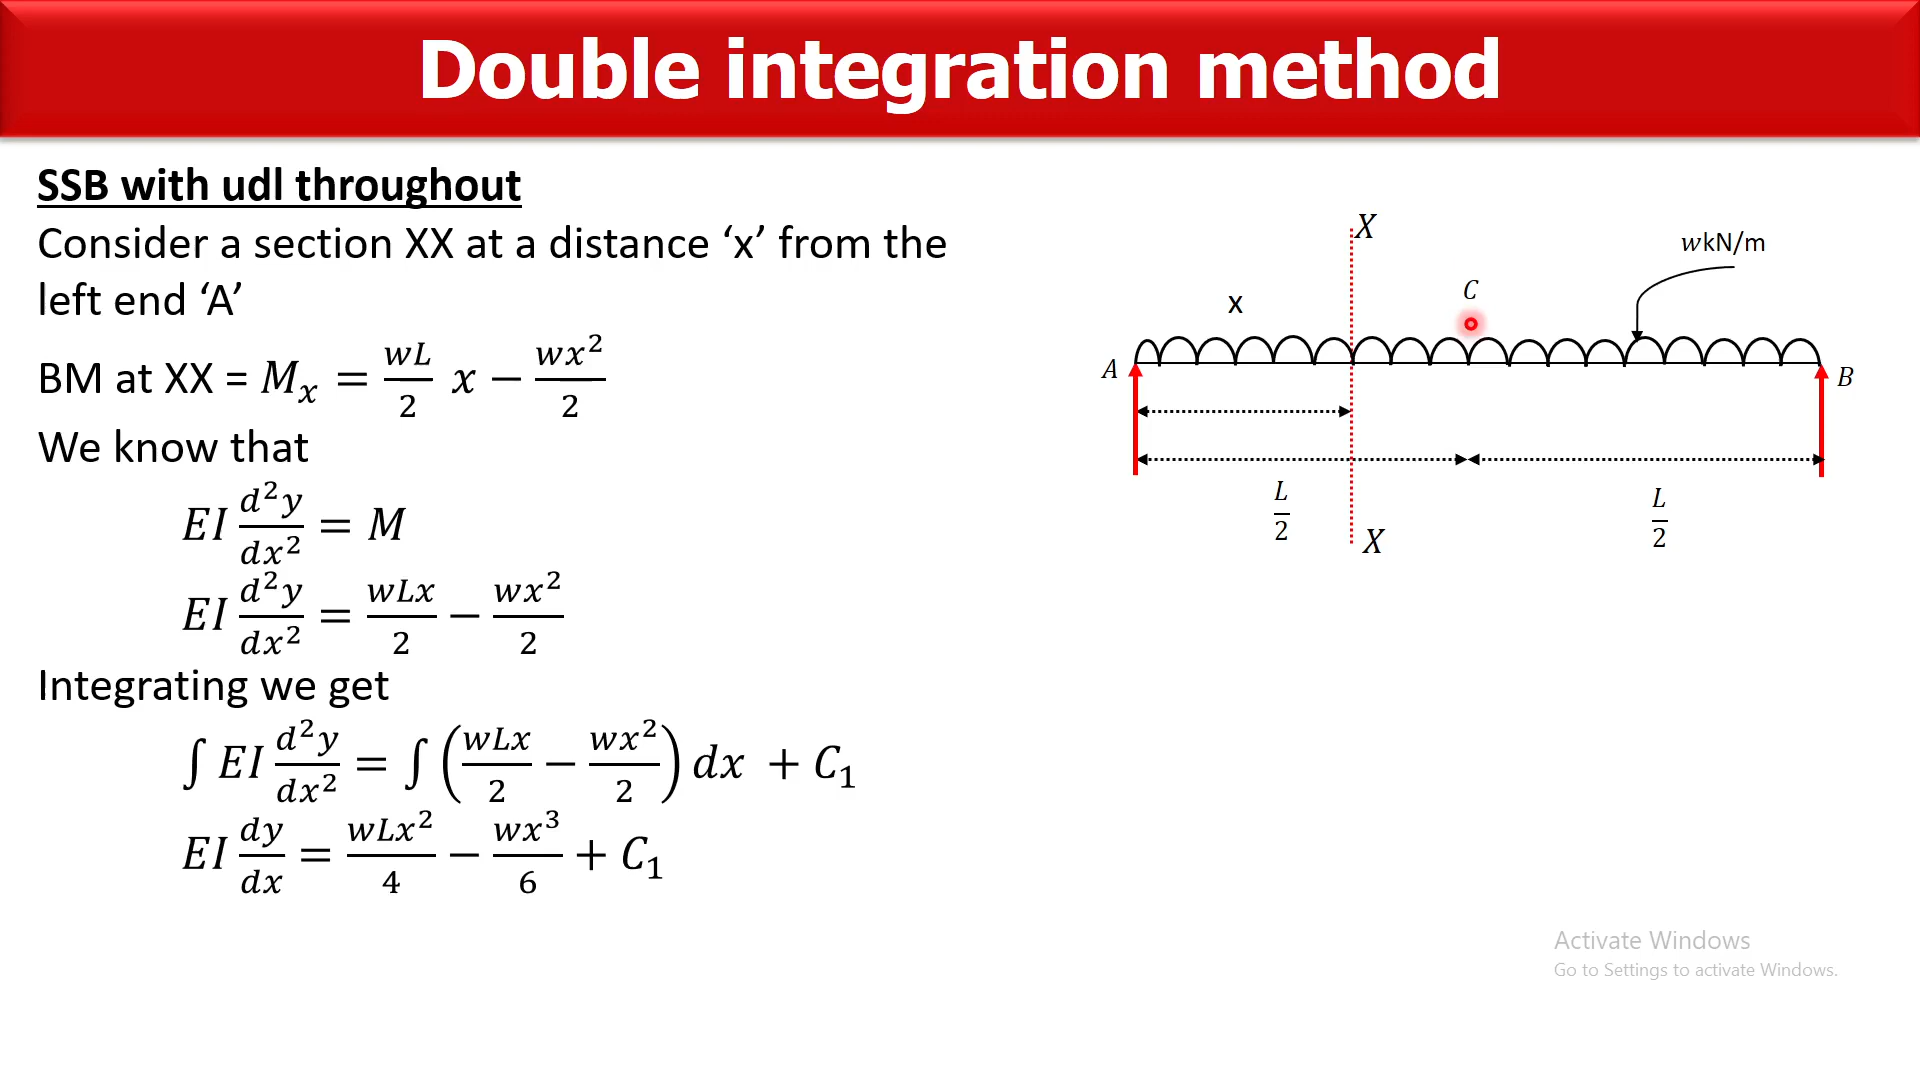 Double integration method
SSB with udl throughout
Consider a section XX at a distance ‘x’ from the
left end ‘A’
BM at XX = $M_x = \frac{wL}{2} x - \frac{wx^2}{2}$
We know that
$EI \frac{d^2y}{dx^2} = M$
$EI \frac{d^2y}{dx^2} = \frac{wLx}{2} - \frac{wx^2}{2}$
Integrating we get
$\int EI \frac{d^2y}{dx^2} = \int \left( \frac{wLx}{2} - \frac{wx^2}{2} \right) dx + C_1$
$EI \frac{dy}{dx} = \frac{wLx^2}{4} - \frac{wx^3}{6} + C_1$
X
wkN/m
x
C
A
B
$\frac{L}{2}$
$\frac{L}{2}$
X
Activate Windows
Go to Settings to activate Windows.